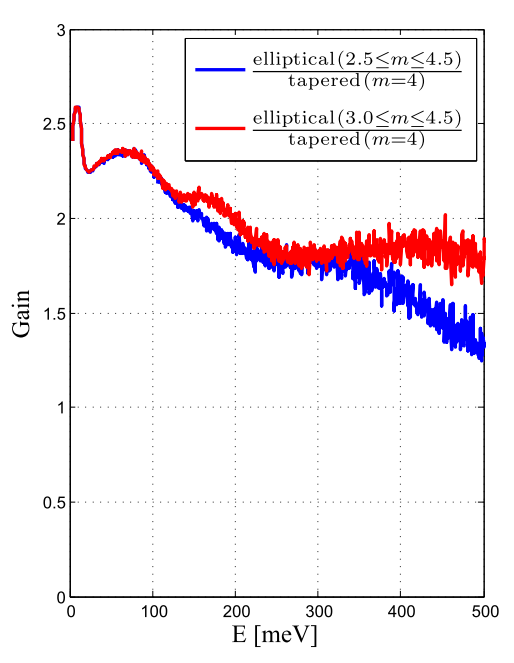 3
elliptical(2.5≤m≤4.5)
tapered(m=4)
elliptical(3.0≤m≤4.5)
tapered(m=4)
2.5
2
1.5
Gain
1
0.5
0
0 100 200 300 400 500
E [meV]